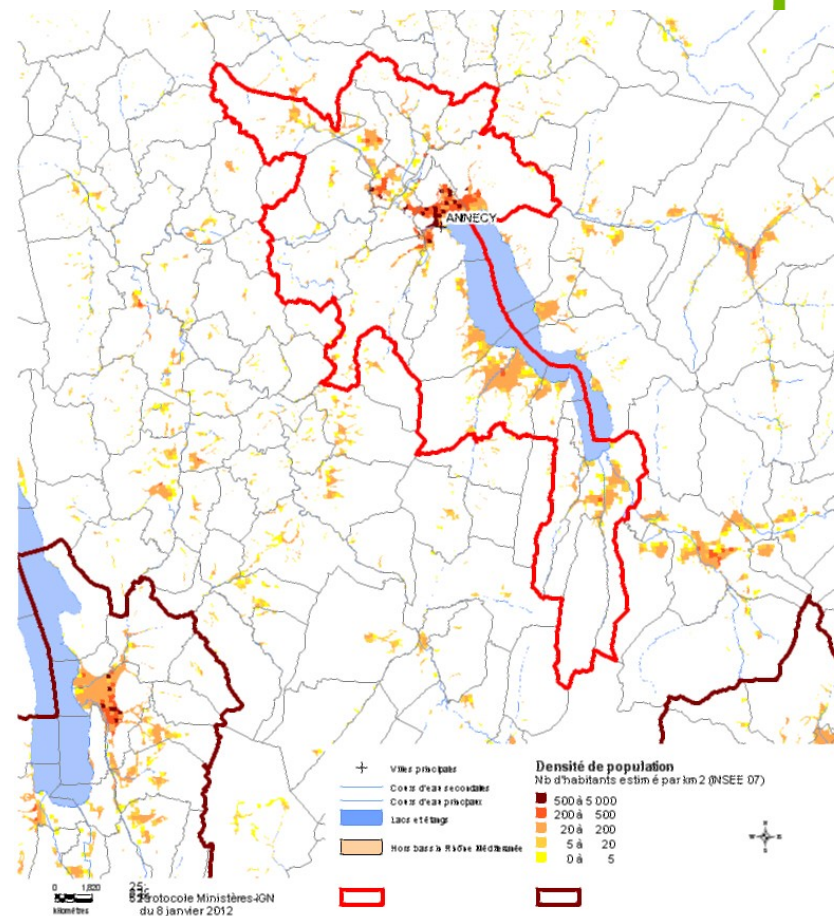 ANNECY
Villes principales
Cours d'eau secondaires
Cours d'eau principaux
Lacs et étangs
Hors bassin Rhône Méditerranée
Densité de population
Nb d'habitants estimé par km2 (INSEE 07)
500 à 5 000
200 à 500
20 à 200
5 à 20
0 à 5
N
W E
S
0 1,820
kilomètres
Protocole Ministères-IGN
du 8 janvier 2012